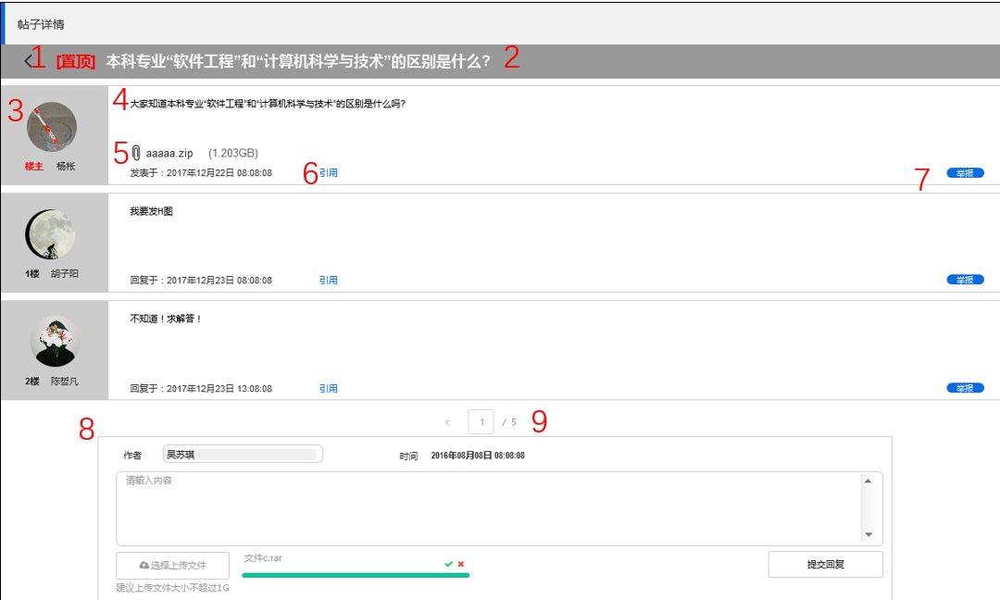 帖子详情
1 [置顶] 本科专业“软件工程”和“计算机科学与技术”的区别是什么? 2
3
4 大家知道本科专业“软件工程”和“计算机科学与技术”的区别是什么吗?
5 aaaaa.zip (1.203GB)
楼主 杨枨
发表于：2017年12月22日 08:08:08 6 引用 7 举报
我要发H图
1楼 胡子阳
回复于：2017年12月23日 08:08:08 引用 举报
不知道！求解答！
2楼 陈哲凡
回复于：2017年12月23日 13:08:08 引用 举报
8 < 1 / 5 9
作者 吴苏琪 时间 2016年08月08日 08:08:08
请输入内容
选择上传文件 文件c.rar 提交回复
建议上传文件大小不超过1G